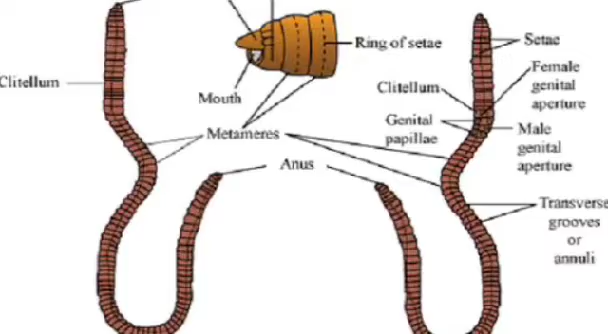 Ring of setae
Setae
Clitellum
Mouth
Clitellum
Female
genital
aperture
Genital
papillae
Male
genital
aperture
Metameres
Anus
Transverse
grooves
or
annuli